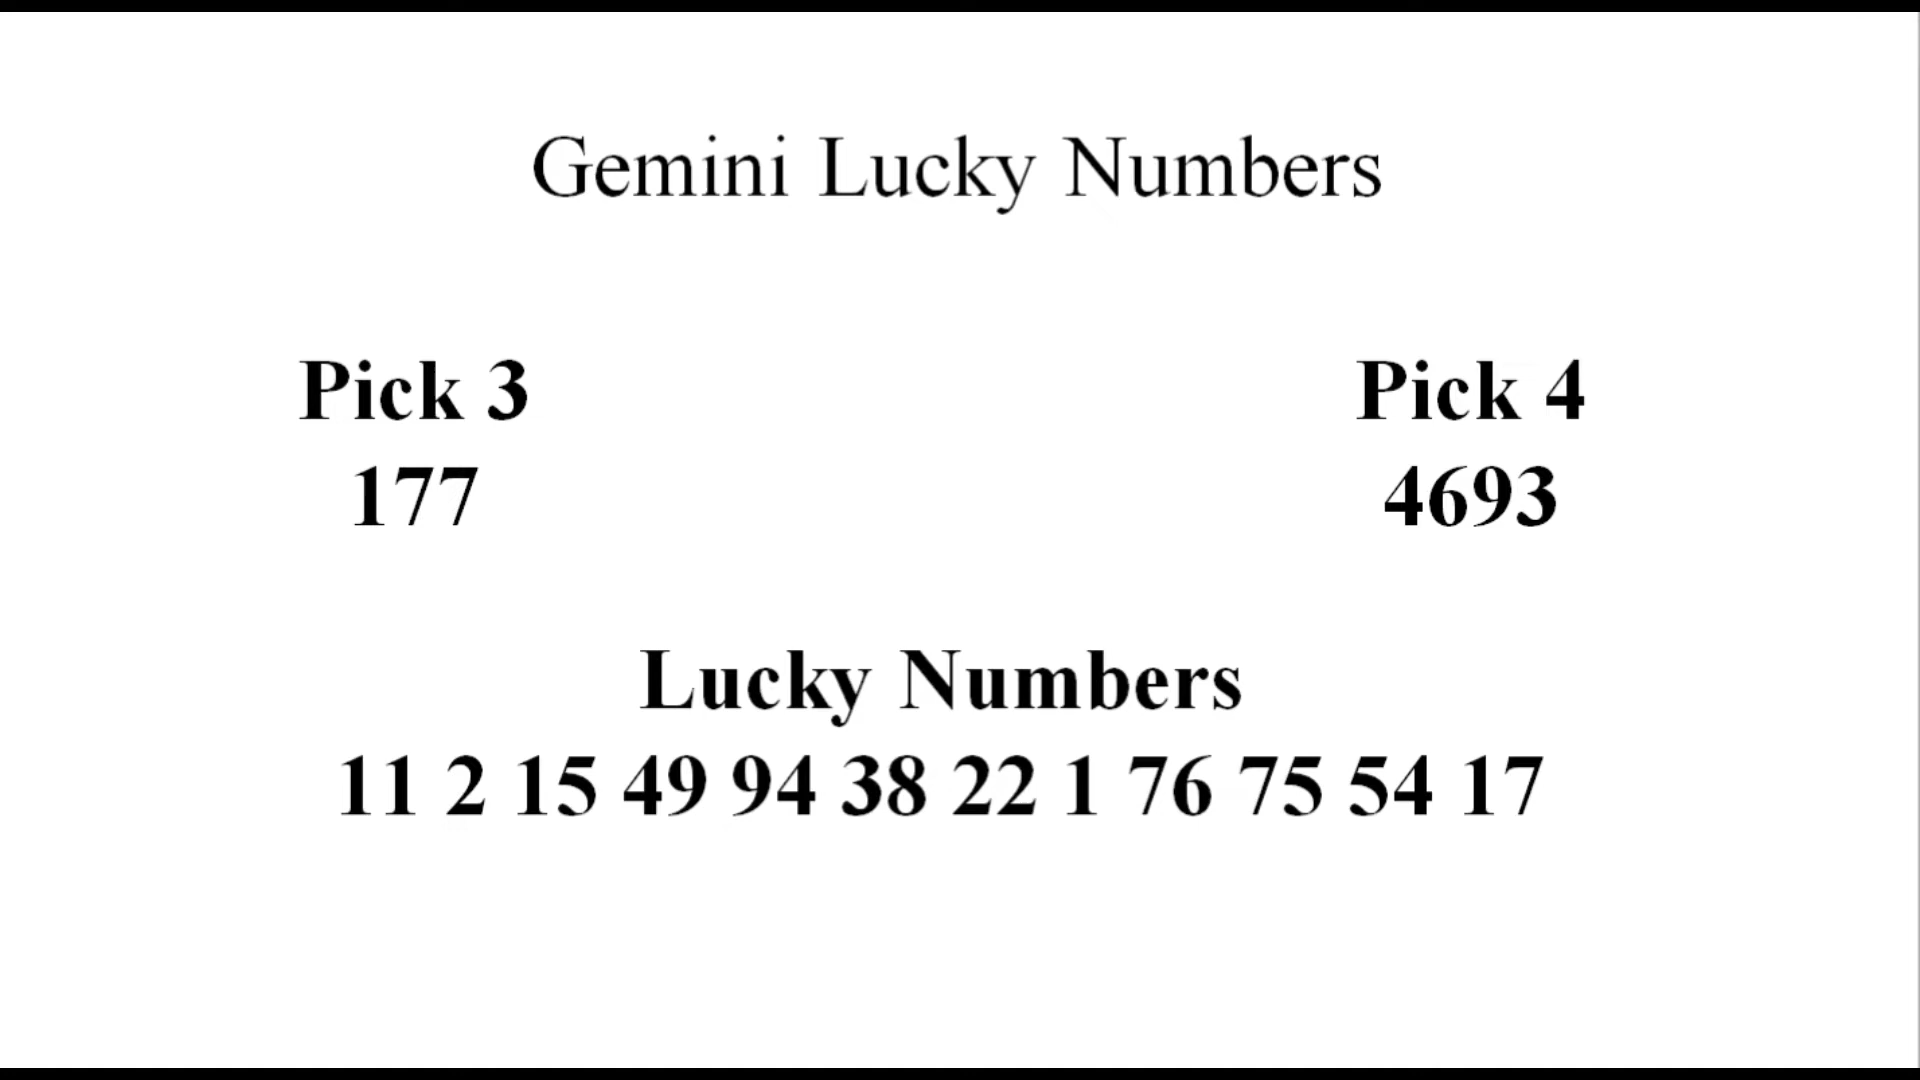 Gemini Lucky Numbers
Pick 3
177
Pick 4
4693
Lucky Numbers
11 2 15 49 94 38 22 1 76 75 54 17